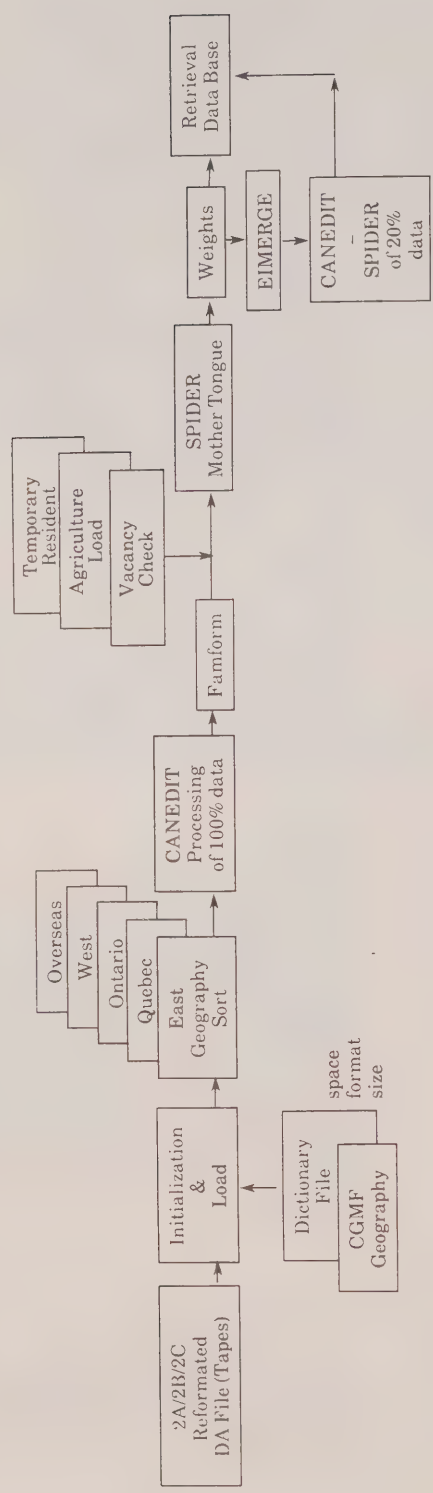 2A/2B/2C
Reformated
DA File (Tapes)
Initialization
&
Load
Dictionary
File
CGMF
Geography
space
format
size
Overseas
West
Ontario
Quebec
East
Geography
Sort
CANEDIT
Processing
of 100% data
Famform
Temporary
Resident
Agriculture
Load
Vacancy
Check
SPIDER
Mother Tongue
Weights
EIMERGE
CANEDIT
–
SPIDER
of 20%
data
Retrieval
Data Base